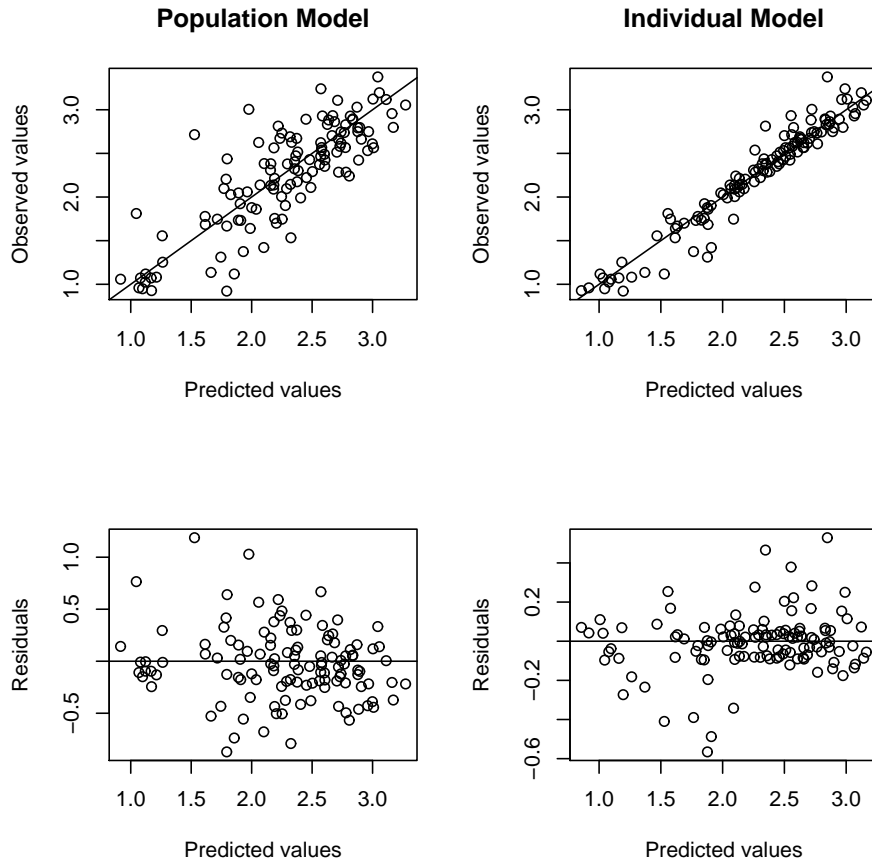 Population Model
Observed values
3.0
2.0
1.0
1.0 1.5 2.0 2.5 3.0
Predicted values
Individual Model
Observed values
3.0
2.0
1.0
1.0 1.5 2.0 2.5 3.0
Predicted values
Residuals
1.0
0.5
−0.5
1.0 1.5 2.0 2.5 3.0
Predicted values
Residuals
0.2
−0.2
−0.6
1.0 1.5 2.0 2.5 3.0
Predicted values